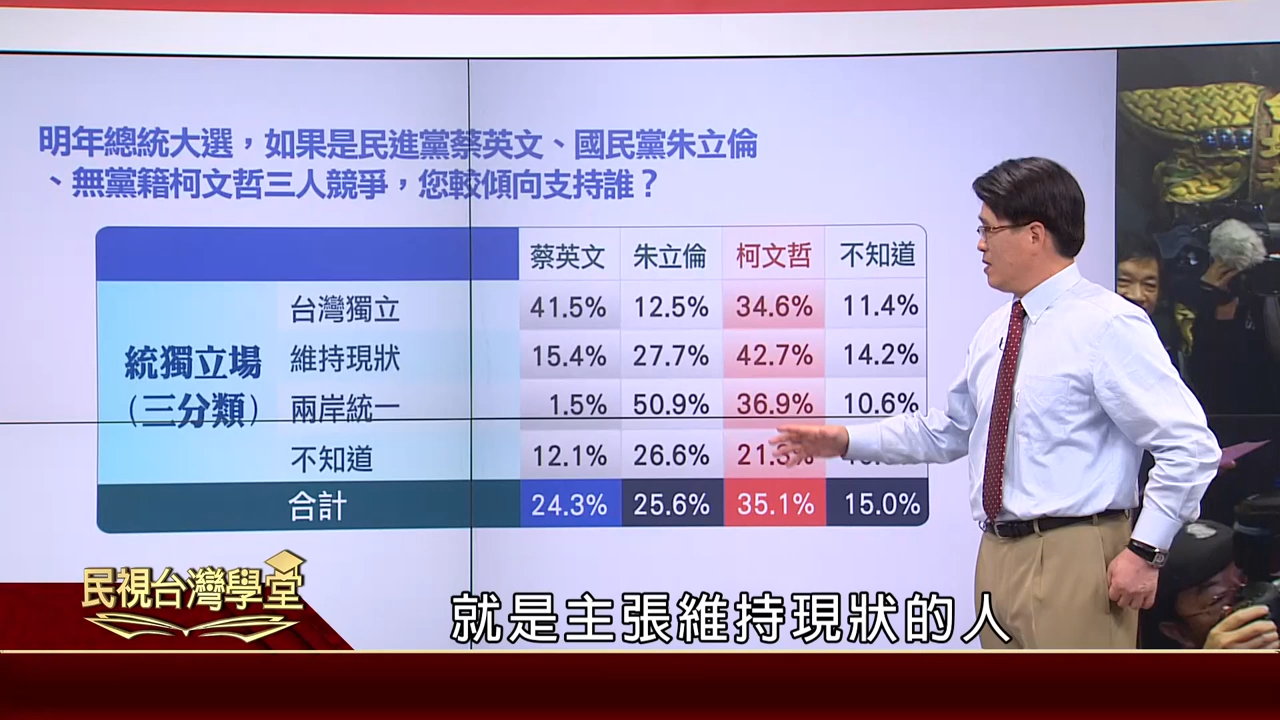 明年總統大選，如果是民進黨蔡英文、國民黨朱立倫
、無黨籍柯文哲三人競爭，您較傾向支持誰？
蔡英文 朱立倫 柯文哲 不知道
統獨立場
(三分類)
台灣獨立 41.5% 12.5% 34.6% 11.4%
維持現狀 15.4% 27.7% 42.7% 14.2%
兩岸統一 1.5% 50.9% 36.9% 10.6%
不知道 12.1% 26.6%
合計 24.3% 25.6% 35.1% 15.0%
民視台灣學堂
就是主張維持現狀的人